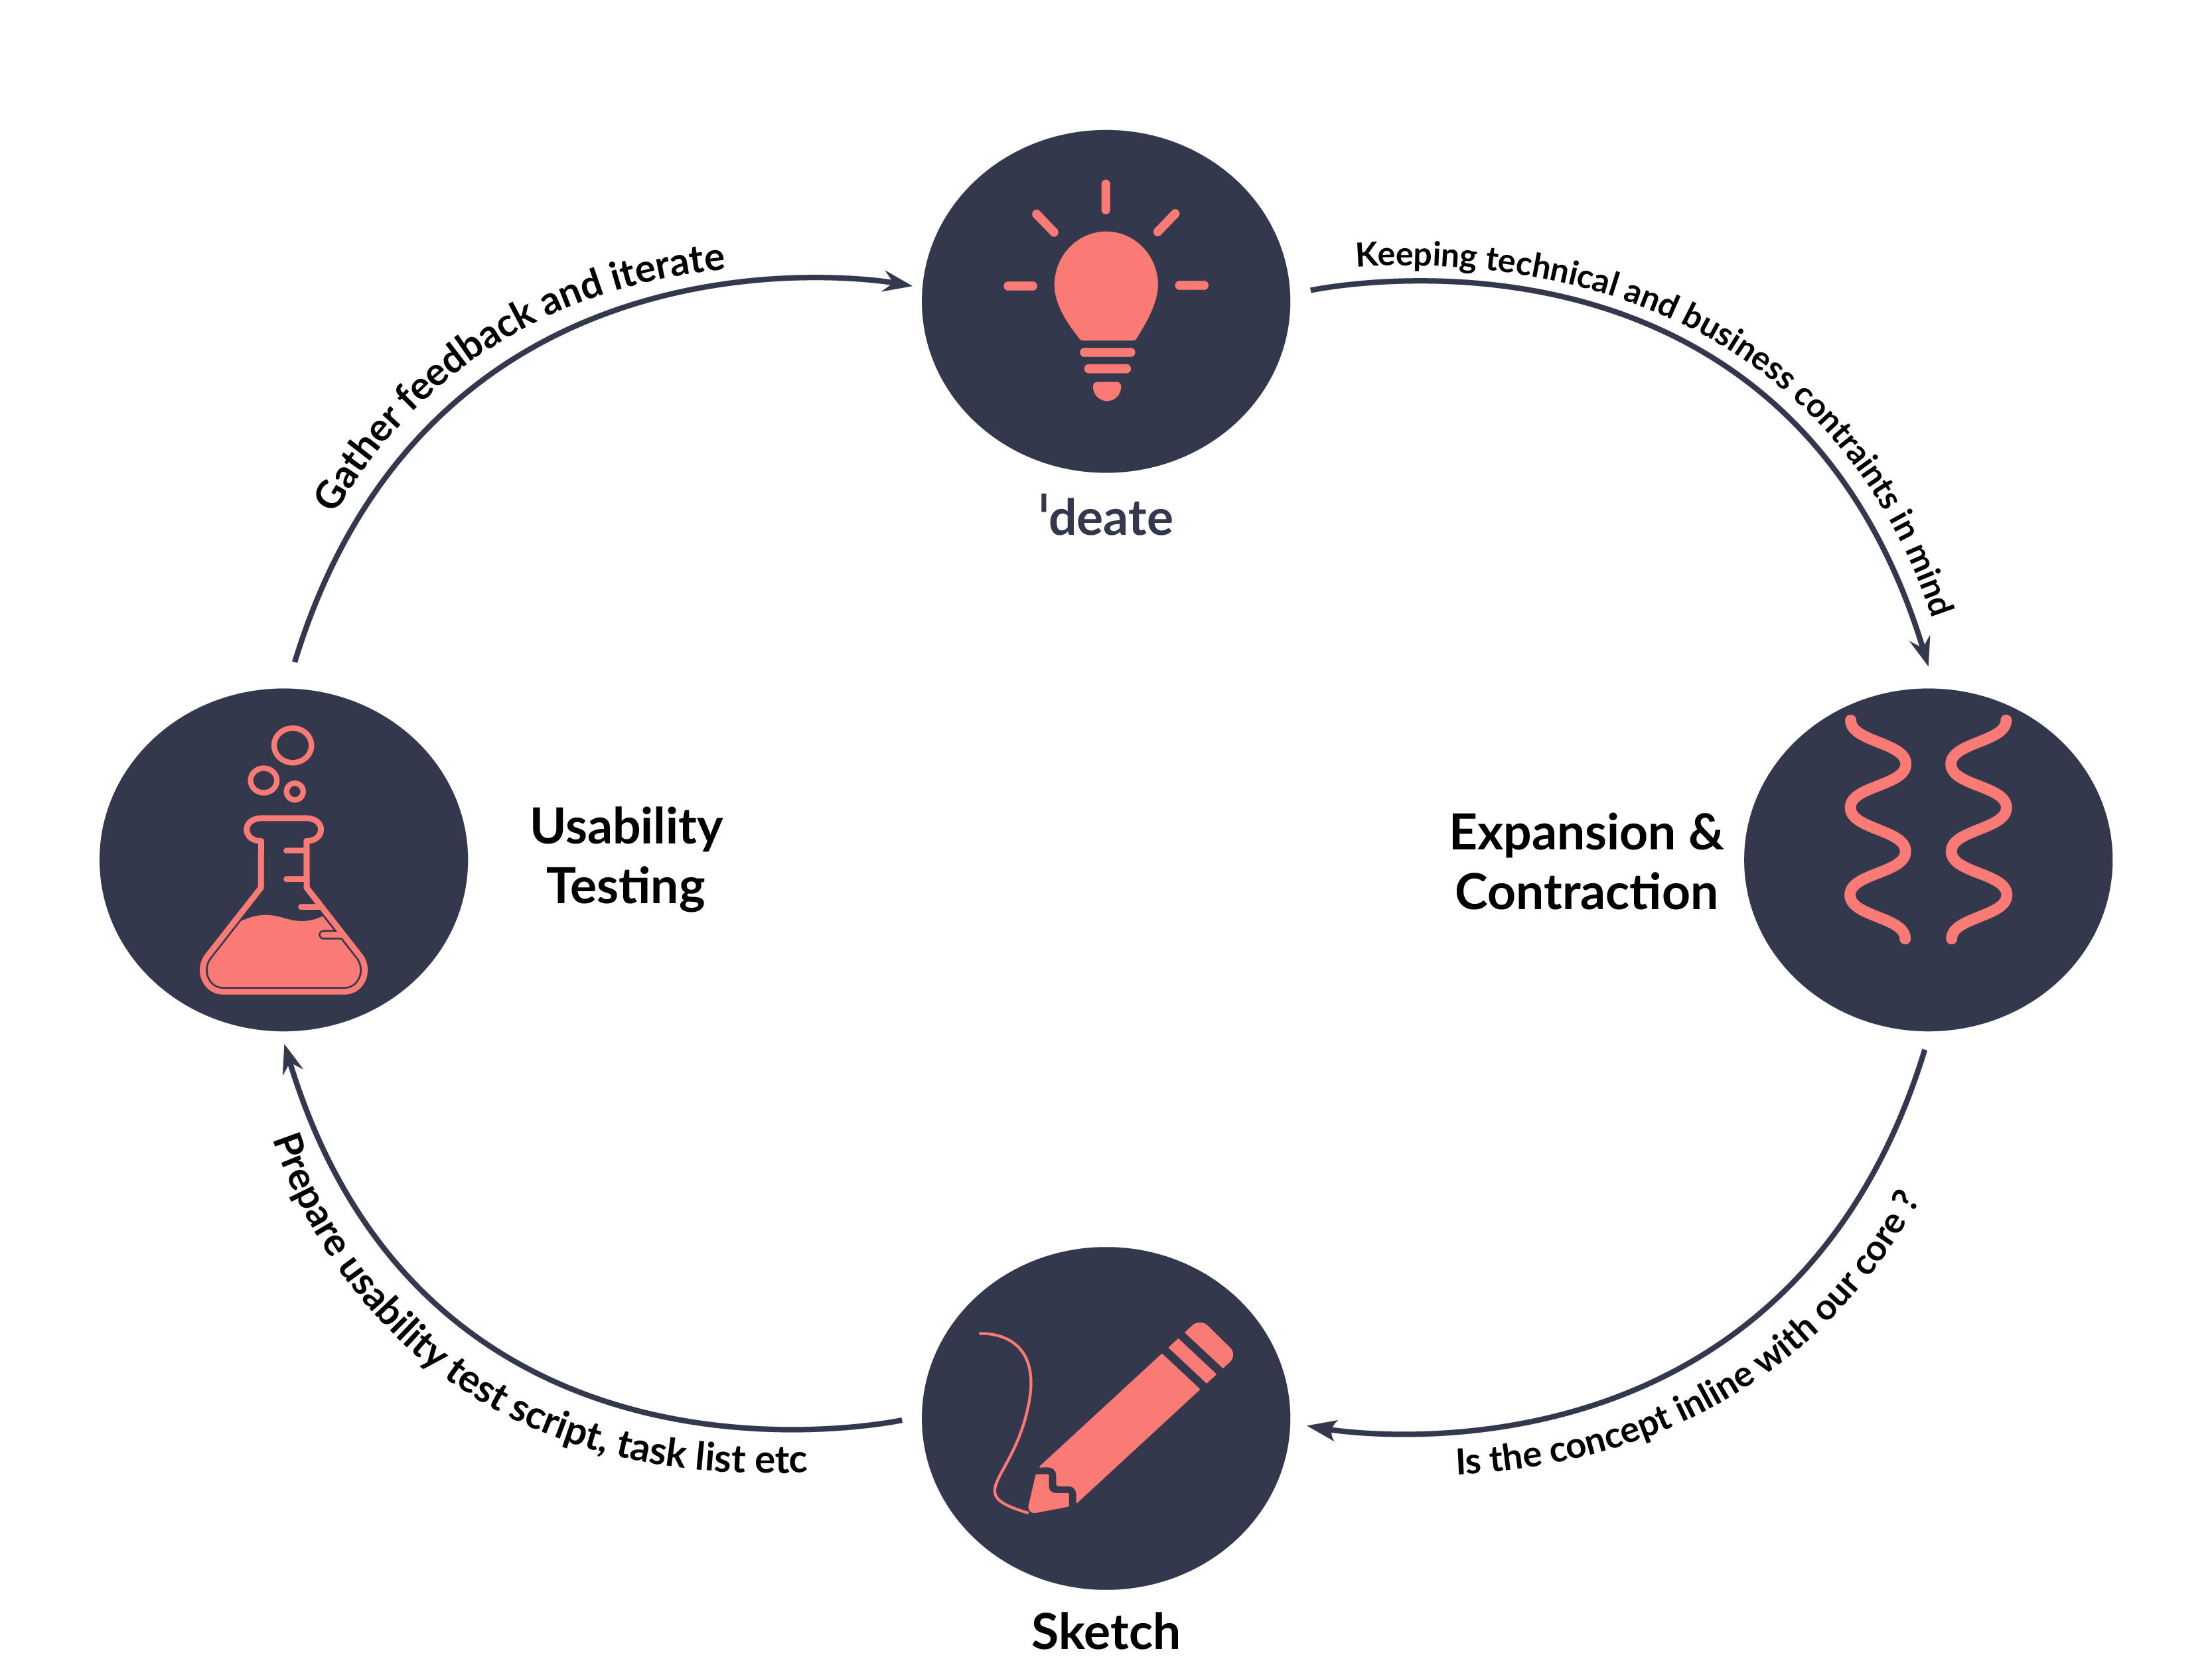 Gather feedback and iterate
Keeping technical and business contraints in mind
'deate
Usability
Testing
Expansion &
Contraction
Prepare usability test script, task list etc
Is the concept inline with our core ?
Sketch